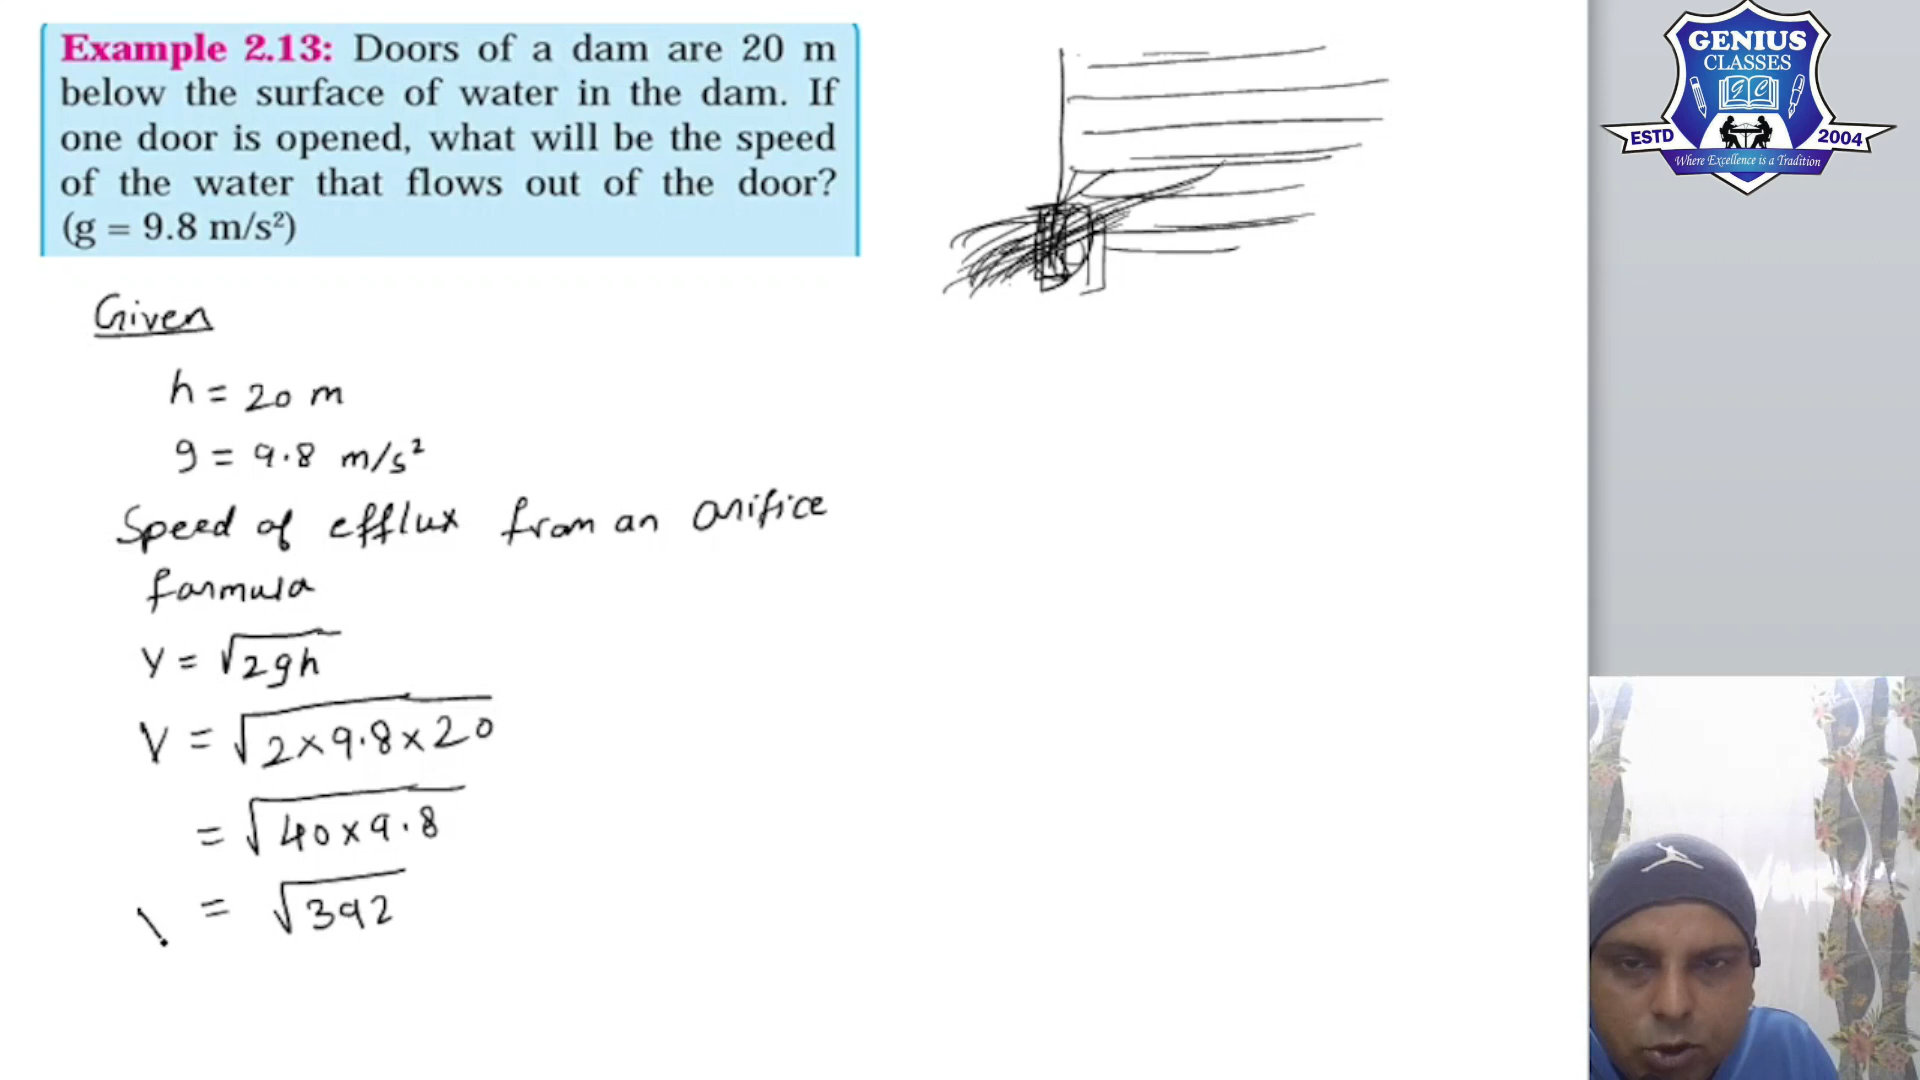 Example 2.13: Doors of a dam are 20 m
below the surface of water in the dam. If
one door is opened, what will be the speed
of the water that flows out of the door?
(g = 9.8 m/s²)
Given
h = 20 m
g = 9.8 m/s²
Speed of efflux from an orifice
formula
V = √2gh
V = √2×9.8×20
= √40×9.8
= √392
GENIUS
CLASSES
G C
ESTD 2004
Where Excellence is a Tradition